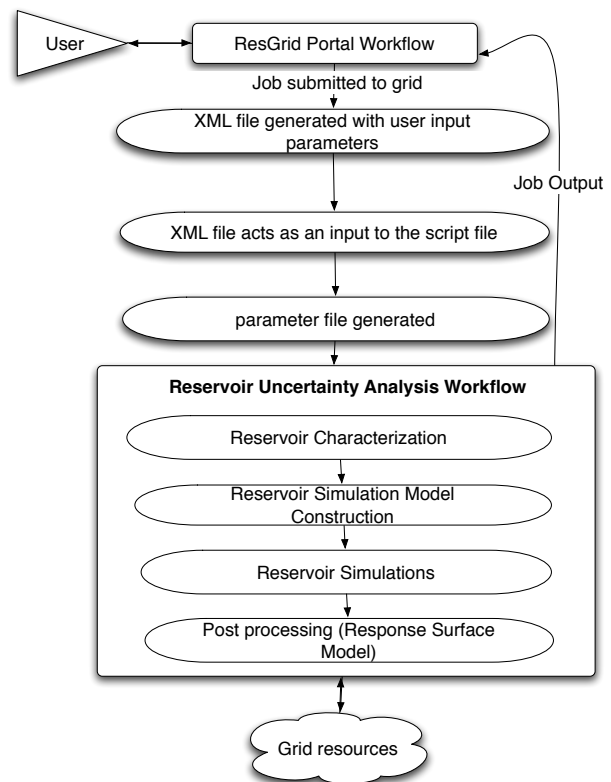 User
ResGrid Portal Workflow
Job submitted to grid
XML file generated with user input
parameters
Job Output
XML file acts as an input to the script file
parameter file generated
Reservoir Uncertainty Analysis Workflow
Reservoir Characterization
Reservoir Simulation Model
Construction
Reservoir Simulations
Post processing (Response Surface
Model)
Grid resources